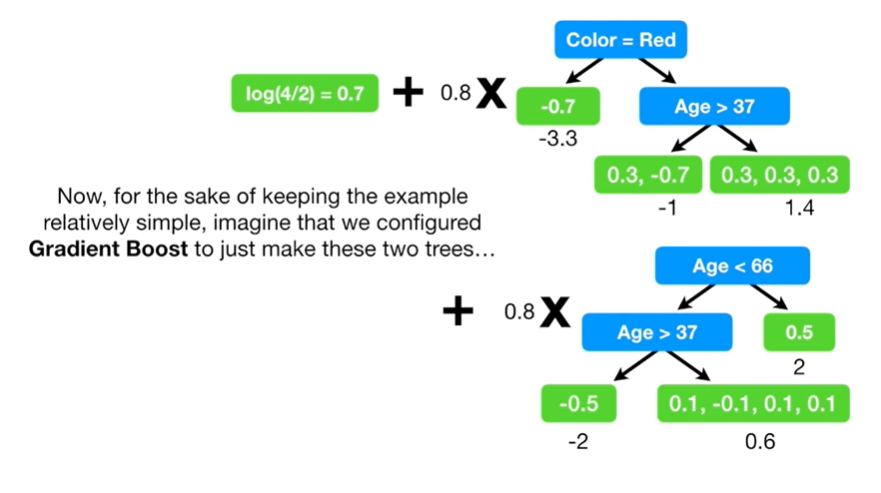 Color = Red
log(4/2) = 0.7 + 0.8 X
-0.7
Age > 37
-3.3
0.3, -0.7
0.3, 0.3, 0.3
-1
1.4
Now, for the sake of keeping the example
relatively simple, imagine that we configured
Gradient Boost to just make these two trees…
Age < 66
+ 0.8 X
Age > 37
0.5
2
-0.5
0.1, -0.1, 0.1, 0.1
-2
0.6